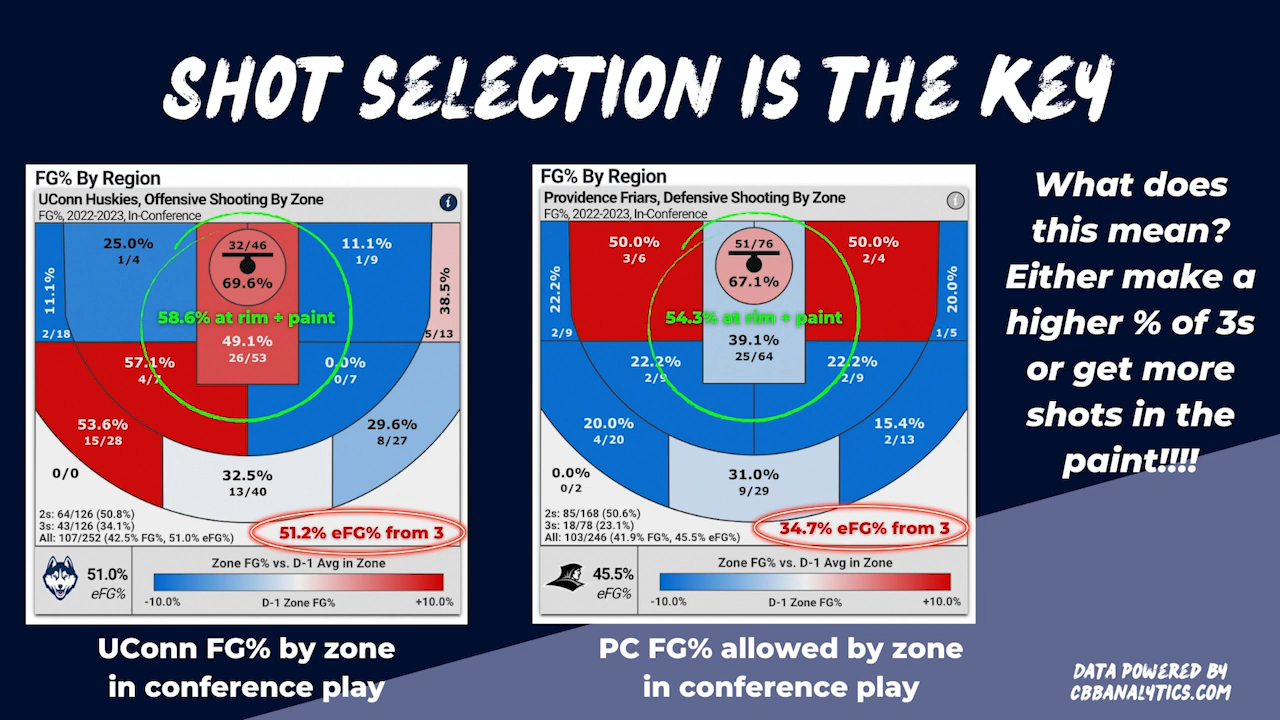 SHOT SELECTION IS THE KEY
FG% By Region
UConn Huskies, Offensive Shooting By Zone
i
FG%, 2022-2023, In-Conference
25.0%
1/4
32/46
69.6%
11.1%
1/9
11.1%
2/18
38.5%
5/13
58.6% at rim + paint
49.1%
26/53
57.1%
4/7
0.0%
0/7
53.6%
15/28
29.6%
8/27
0/0
32.5%
13/40
2s: 64/126 (50.8%)
3s: 43/126 (34.1%)
All: 107/252 (42.5% FG%, 51.0% eFG%)
51.2% eFG% from 3
51.0%
eFG%
Zone FG% vs. D-1 Avg in Zone
-10.0%
D-1 Zone FG%
+10.0%
UConn FG% by zone
in conference play
FG% By Region
Providence Friars, Defensive Shooting By Zone
i
FG%, 2022-2023, In-Conference
50.0%
3/6
51/76
67.1%
50.0%
2/4
22.2%
2/9
20.0%
1/5
54.3% at rim + paint
39.1%
25/64
22.2%
2/9
22.2%
2/9
20.0%
4/20
15.4%
2/13
0.0%
0/2
31.0%
9/29
2s: 85/168 (50.6%)
3s: 18/78 (23.1%)
All: 103/246 (41.9% FG%, 45.5% eFG%)
34.7% eFG% from 3
45.5%
eFG%
Zone FG% vs. D-1 Avg in Zone
-10.0%
D-1 Zone FG%
+10.0%
PC FG% allowed by zone
in conference play
What does
this mean?
Either make a
higher % of 3s
or get more
shots in the
paint!!!!
DATA POWERED BY
CBBANALYTICS.COM